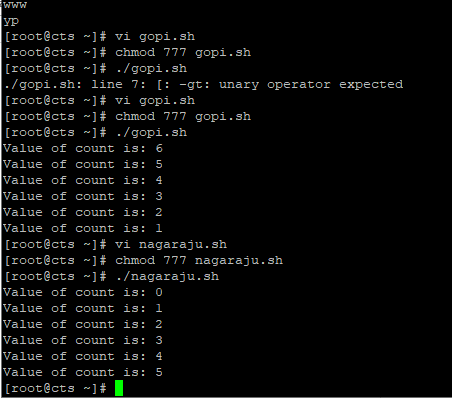 www
yp
[root@cts ~]# vi gopi.sh
[root@cts ~]# chmod 777 gopi.sh
[root@cts ~]# ./gopi.sh
./gopi.sh: line 7: [: -gt: unary operator expected
[root@cts ~]# vi gopi.sh
[root@cts ~]# chmod 777 gopi.sh
[root@cts ~]# ./gopi.sh
Value of count is: 6
Value of count is: 5
Value of count is: 4
Value of count is: 3
Value of count is: 2
Value of count is: 1
[root@cts ~]# vi nagaraju.sh
[root@cts ~]# chmod 777 nagaraju.sh
[root@cts ~]# ./nagaraju.sh
Value of count is: 0
Value of count is: 1
Value of count is: 2
Value of count is: 3
Value of count is: 4
Value of count is: 5
[root@cts ~]#